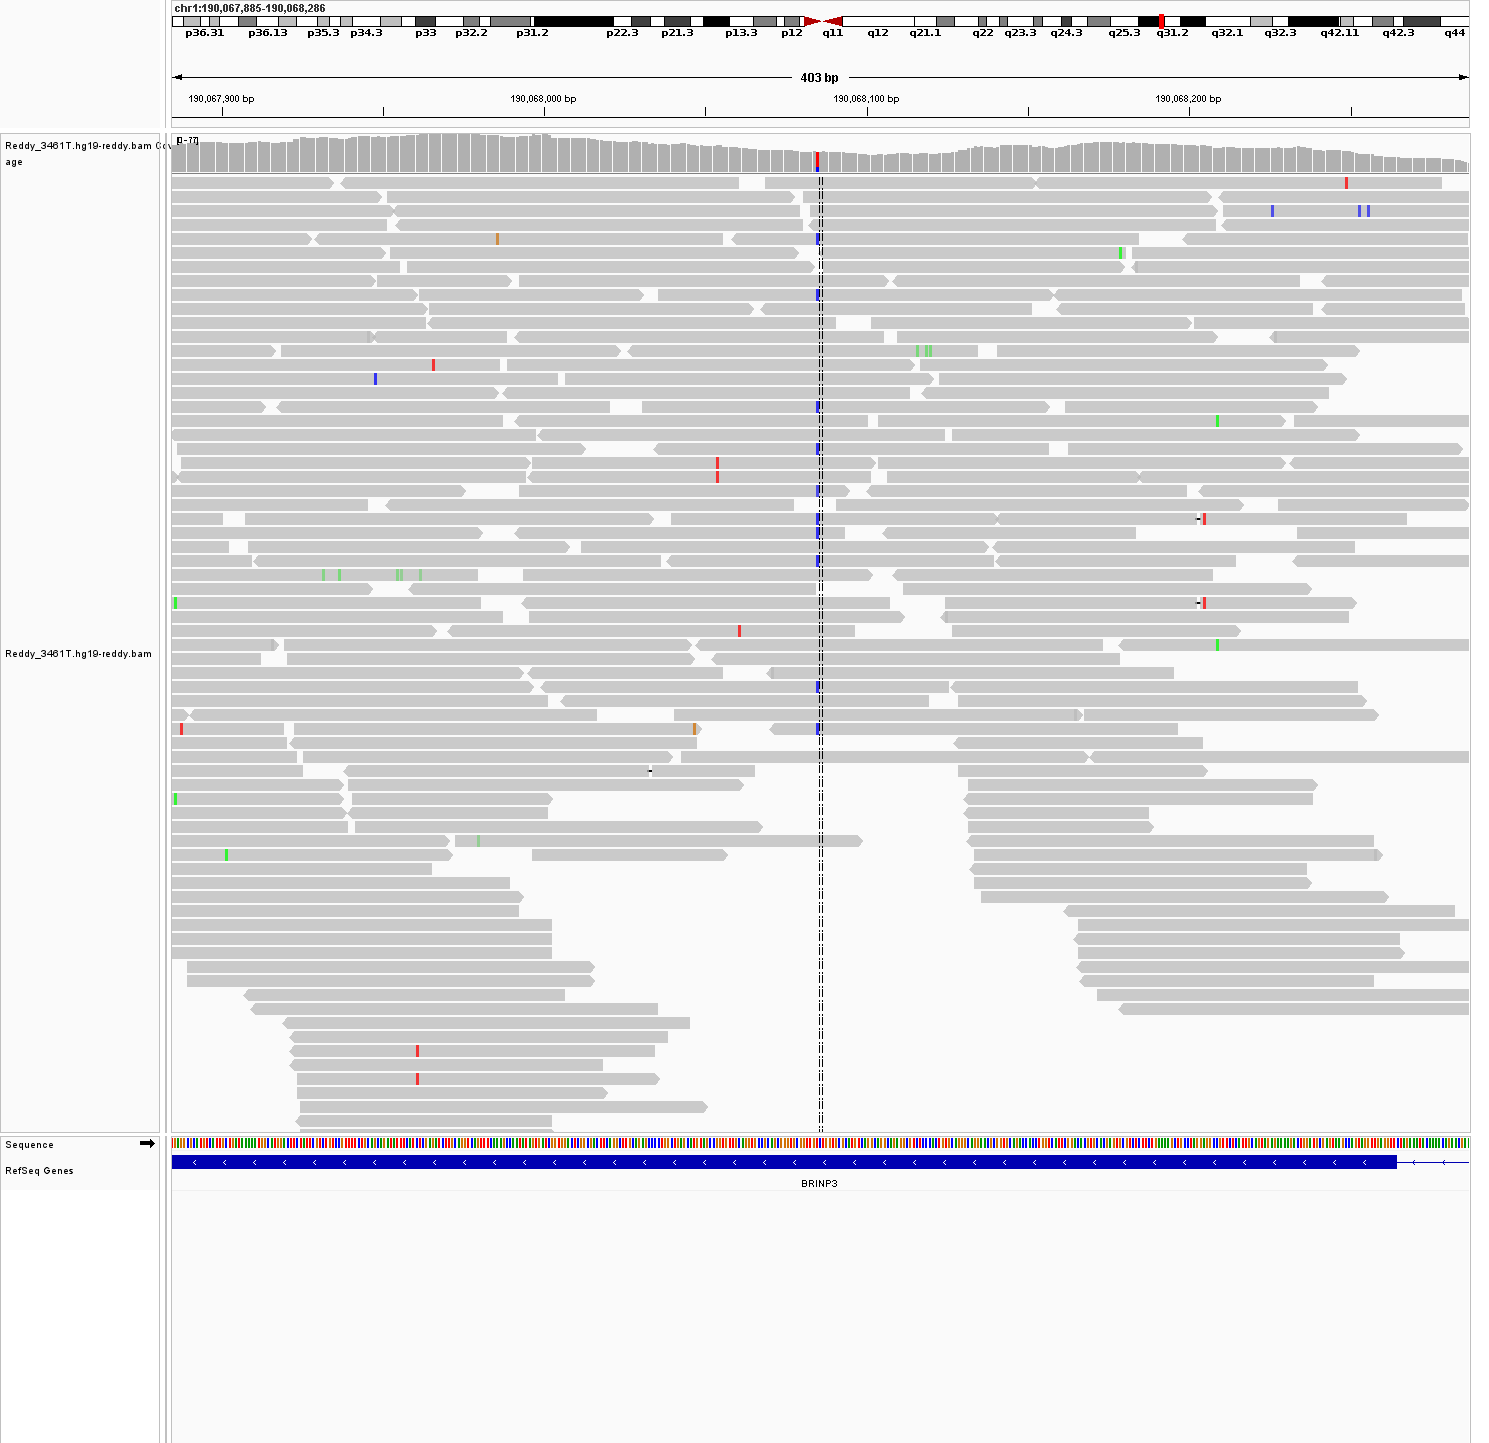 chr1:190,067,885-190,068,286
p36.31 p36.13 p35.3 p34.3 p33 p32.2 p31.2 p22.3 p21.3 p13.3 p12 q11 q12 q21.1 q22 q23.3 q24.3 q25.3 q31.2 q32.1 q32.3 q42.11 q42.3 q44
403 bp
190,067,900 bp 190,068,000 bp 190,068,100 bp 190,068,200 bp
[0-77]
Reddy_3461T.hg19-reddy.bam Cov
age
Reddy_3461T.hg19-reddy.bam
Sequence
RefSeq Genes
BRINP3